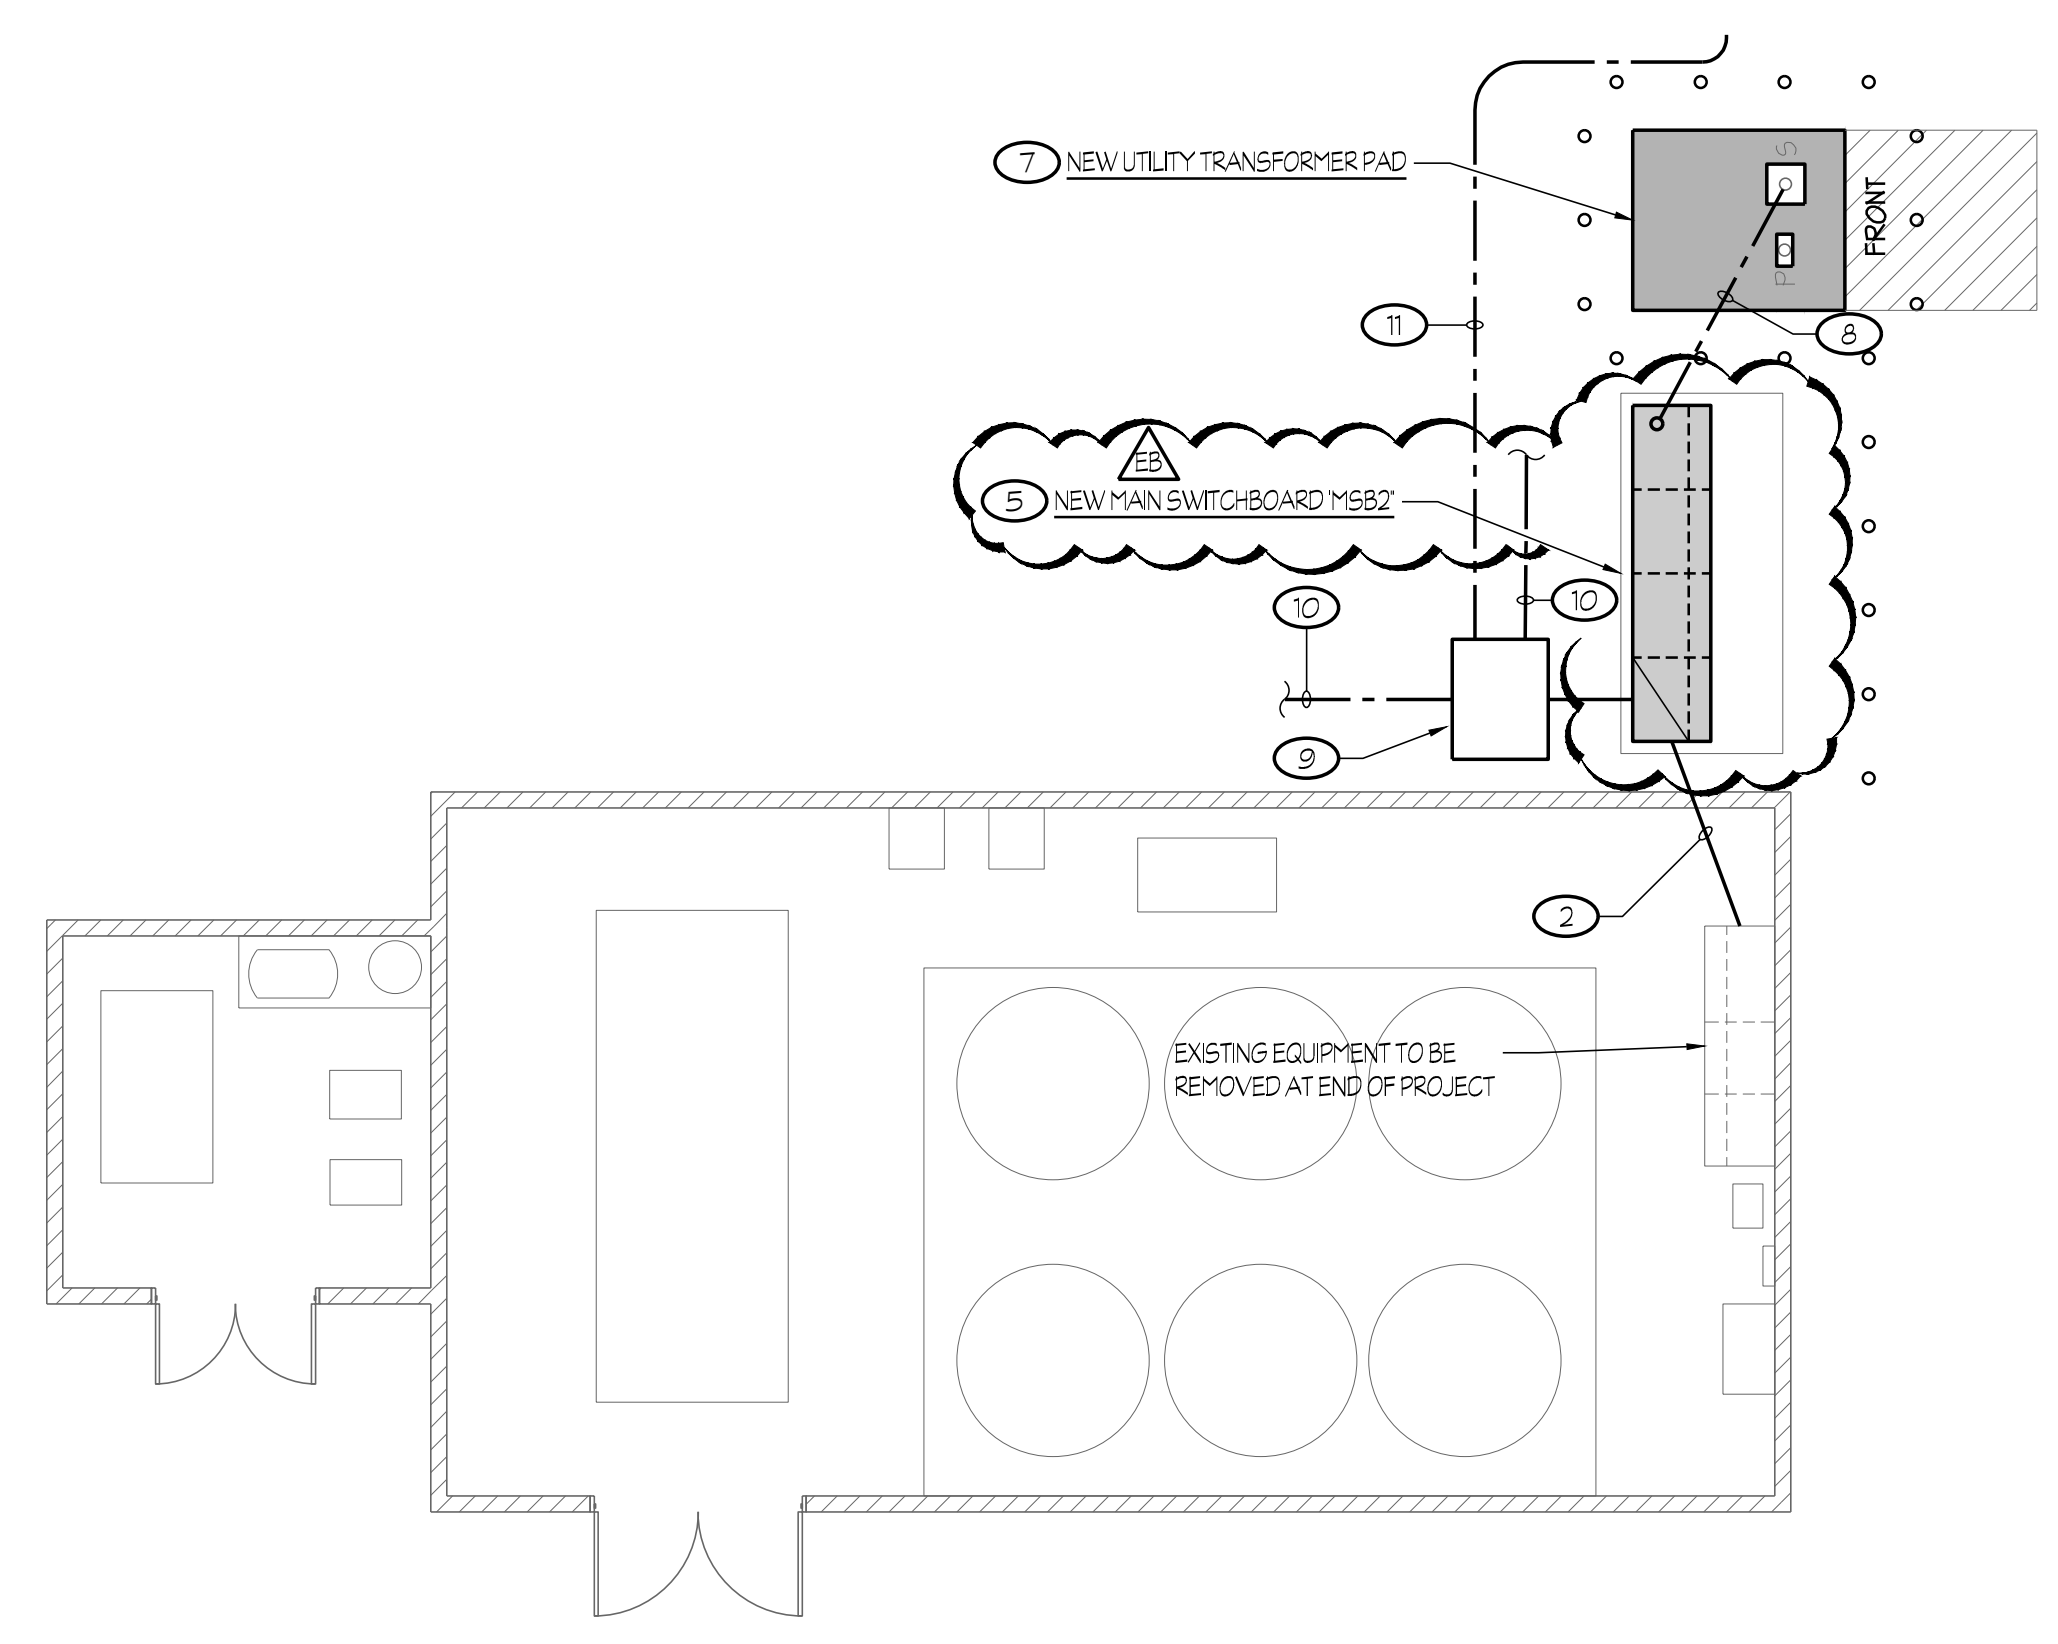 7 NEW UTILITY TRANSFORMER PAD
S
FRONT
P
11
8
EB
5 NEW MAIN SWITCHBOARD 'MSB2"
10
10
9
2
EXISTING EQUIPMENT TO BE
REMOVED AT END OF PROJECT